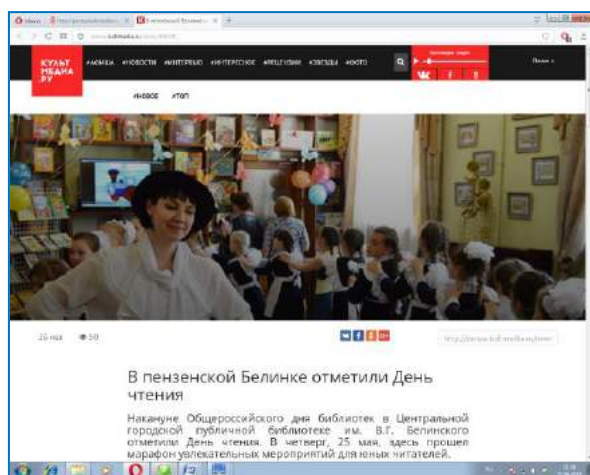 КУЛЬТ
МЕДИА
.РУ
#АФИША #НОВОСТИ #ИНТЕРВЬЮ #ИНТЕРЕСНОЕ #РЕЦЕНЗИИ #ЗВЕЗДЫ #ФОТО
#НОВОЕ #ТОП
26 мая 90
В пензенской Белинке отметили День
чтения
Накануне Общероссийского дня библиотек в Центральной
городской публичной библиотеке им. В.Г. Белинского
отметили День чтения. В четверг, 25 мая, здесь прошел
марафон увлекательных мероприятий для юных читателей.